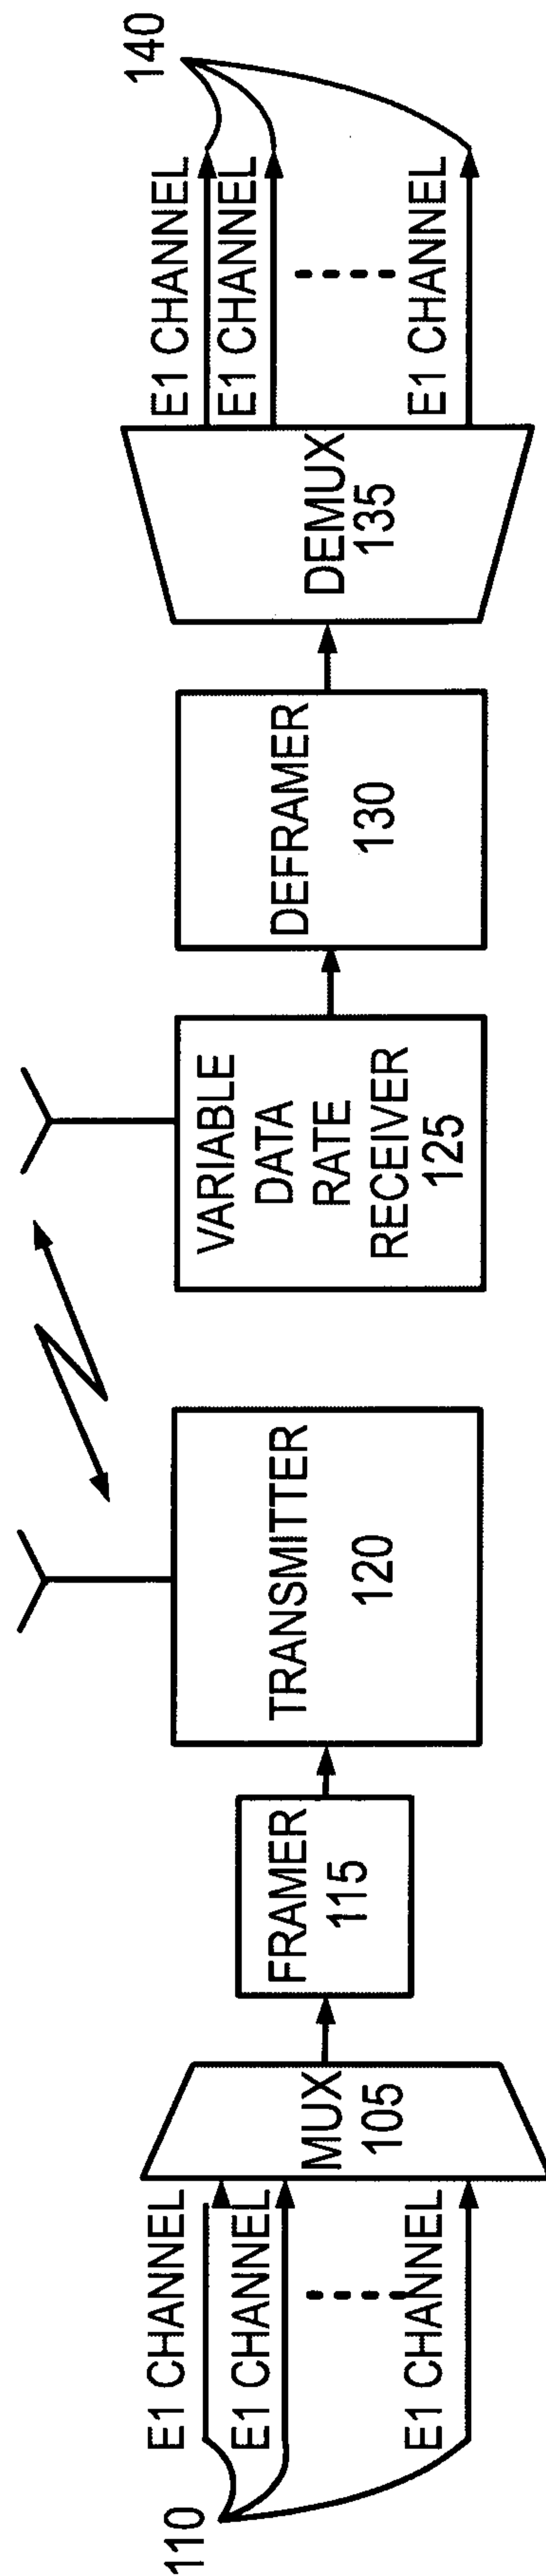 110
E1 CHANNEL
E1 CHANNEL
E1 CHANNEL
MUX
105
FRAMER
115
TRANSMITTER
120
VARIABLE
DATA
RATE
RECEIVER
125
DEFRAMER
130
DEMUX
135
E1 CHANNEL
E1 CHANNEL
E1 CHANNEL
140